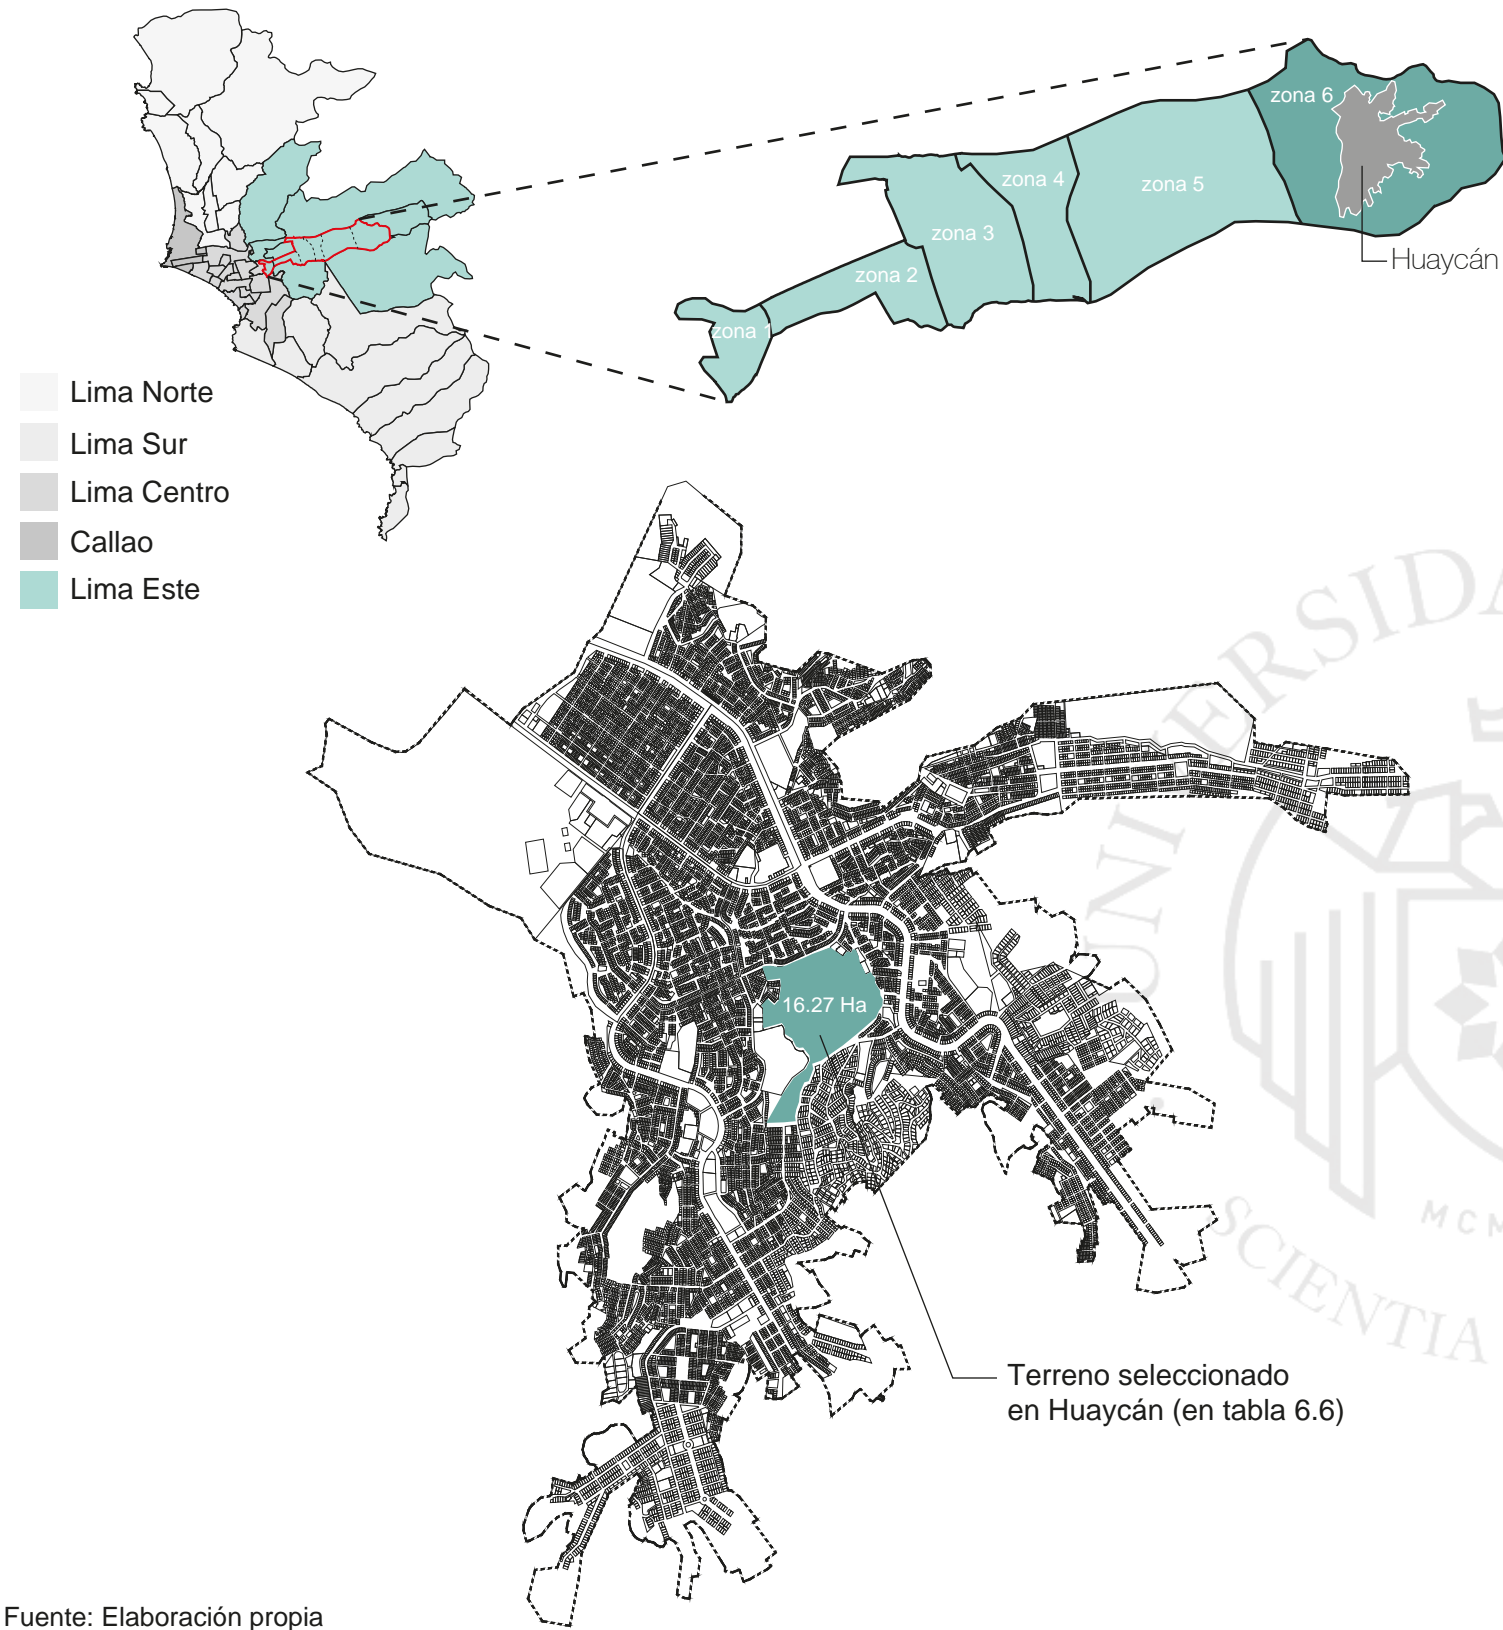 zona 6
zona 4
zona 5
zona 3
zona 2
zona 1
Huaycán
Lima Norte
Lima Sur
Lima Centro
Callao
Lima Este
16.27 Ha
Terreno seleccionado
en Huaycán (en tabla 6.6)
SCIENTIA
Fuente: Elaboración propia